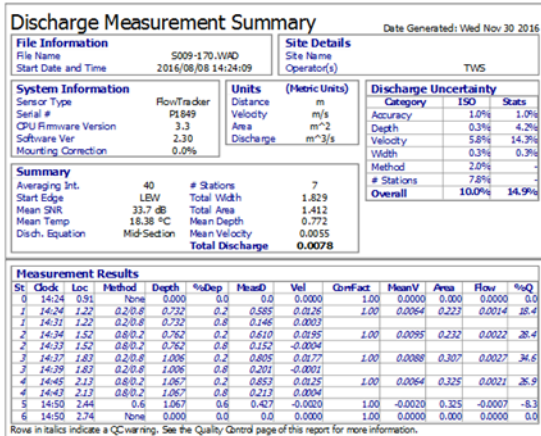 Discharge Measurement Summary
Date Generated: Wed Nov 30 2016
File Information
File Name S009-170.WAD
Start Date and Time 2016/08/08 14:24:09
Site Details
Site Name
Operator(s) TWS
System Information
Sensor Type FlowTracker
Serial # P1849
CPU Firmware Version 3.3
Software Ver 2.30
Mounting Correction 0.0%
Units (Metric Units)
Distance m
Velocity m/s
Area m^2
Discharge m^3/s
Discharge Uncertainty
Category ISO Stats
Accuracy 1.0% 1.0%
Depth 0.3% 4.2%
Velocity 5.8% 14.3%
Width 0.3% 0.3%
Method 2.0% -
# Stations 7.8% -
Overall 10.0% 14.9%
Summary
Averaging Int. 40 # Stations 7
Start Edge LEW Total Width 1.829
Mean SNR 33.7 dB Total Area 1.412
Mean Temp 18.38 ºC Mean Depth 0.772
Disch. Equation Mid-Section Mean Velocity 0.0055
Total Discharge 0.0078
Measurement Results
St Clock Loc Method Depth %Dep MeasD Vel CorrFact MeanV Area Flow %Q
0 14:24 0.91 None 0.000 0.0 0.0 0.0000 1.00 0.0000 0.000 0.0000 0.0
1 14:24 1.22 0.2/0.8 0.732 0.2 0.585 0.0126 1.00 0.0064 0.223 0.0014 18.4
1 14:31 1.22 0.2/0.8 0.732 0.8 0.146 0.0003
2 14:34 1.52 0.8/0.2 0.762 0.2 0.610 0.0195 1.00 0.0095 0.232 0.0022 28.4
2 14:33 1.52 0.8/0.2 0.762 0.8 0.152 -0.0004
3 14:37 1.83 0.2/0.8 1.006 0.2 0.805 0.0177 1.00 0.0088 0.307 0.0027 34.6
3 14:39 1.83 0.2/0.8 1.006 0.8 0.201 -0.0001
4 14:45 2.13 0.8/0.2 1.067 0.2 0.853 0.0125 1.00 0.0064 0.325 0.0021 26.9
4 14:43 2.13 0.8/0.2 1.067 0.8 0.213 0.0004
5 14:50 2.44 0.6 1.067 0.6 0.427 -0.0020 1.00 -0.0020 0.325 -0.0007 -8.3
6 14:50 2.74 None 0.000 0.0 0.0 0.0000 1.00 0.0000 0.000 0.0000 0.0
Rows in italics indicate a QC warning. See the Quality Control page of this report for more information.